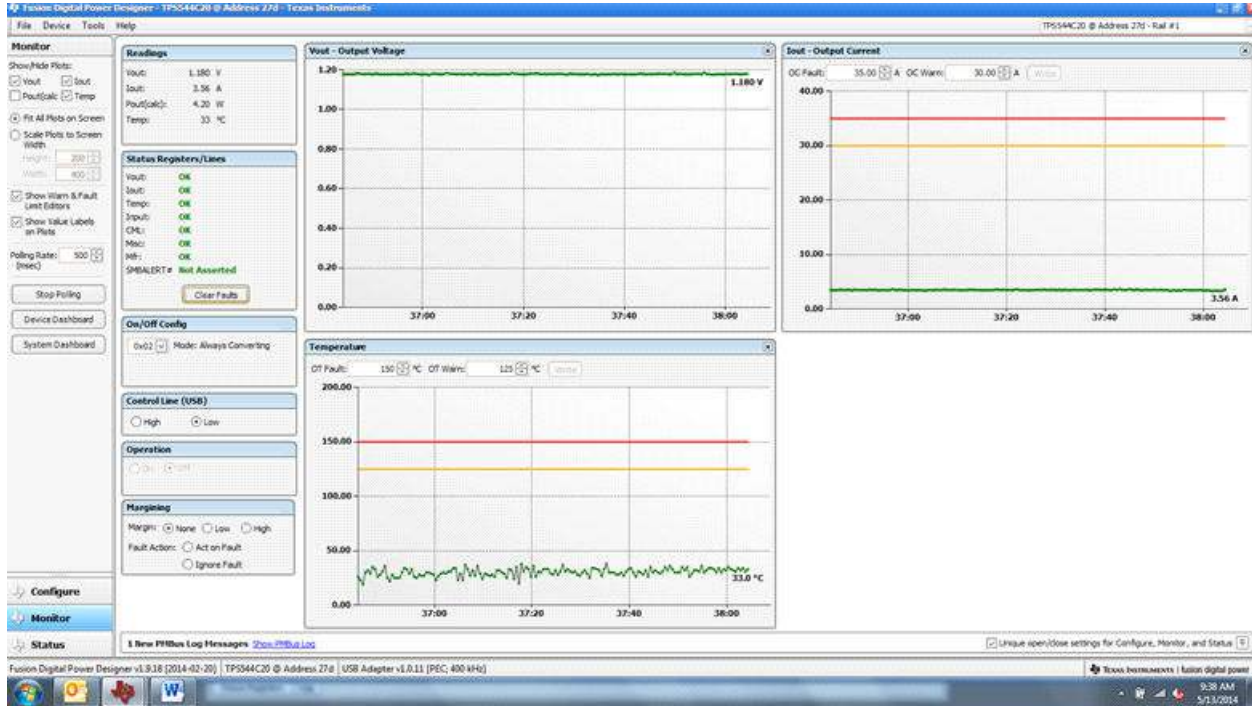 Fusion Digital Power Designer - TPS544C20 @ Address 27d - Texas Instruments
File Device Tools Help
TPS544C20 @ Address 27d - Rail #1
Monitor
Show/Hide Plots:
Vout Iout
Pout(calc Temp
Fit All Plots on Screen
Scale Plots to Screen
Width
Height: 200
Width: 400
Show Warn & Fault
Limit Editors
Show Value Labels
on Plots
Polling Rate: 500
(msec)
Stop Polling
Device Dashboard
System Dashboard
Configure
Monitor
Status
Readings
Vout: 1.180 V
Iout: 3.56 A
Pout(calc): 4.20 W
Temp: 33 °C
Status Registers/Lines
Vout: OK
Iout: OK
Temp: OK
Input: OK
CML: OK
Misc: OK
Mfr: OK
SMBALERT# Not Asserted
Clear Faults
On/Off Config
0x02 Mode: Always Converting
Control Line (USB)
High Low
Operation
On Off
Margining
Margin: None Low High
Fault Action: Act on Fault
Ignore Fault
Vout - Output Voltage
1.20
1.180 V
1.00
0.80
0.60
0.40
0.20
0.00
37:00 37:20 37:40 38:00
Iout - Output Current
OC Fault: 35.00 A OC Warn: 30.00 A Write
40.00
30.00
20.00
10.00
3.56 A
0.00
37:00 37:20 37:40 38:00
Temperature
OT Fault: 150 °C OT Warn: 125 °C Write
200.00
150.00
100.00
50.00
33.0 °C
0.00
37:00 37:20 37:40 38:00
1 New PMBus Log Messages Show PMBus Log
Unique open/close settings for Configure, Monitor, and Status
Fusion Digital Power Designer v1.9.18 [2014-02-20] TPS544C20 @ Address 27d USB Adapter v1.0.11 [PEC; 400 kHz]
Texas Instruments | fusion digital power
9:38 AM
5/13/2014